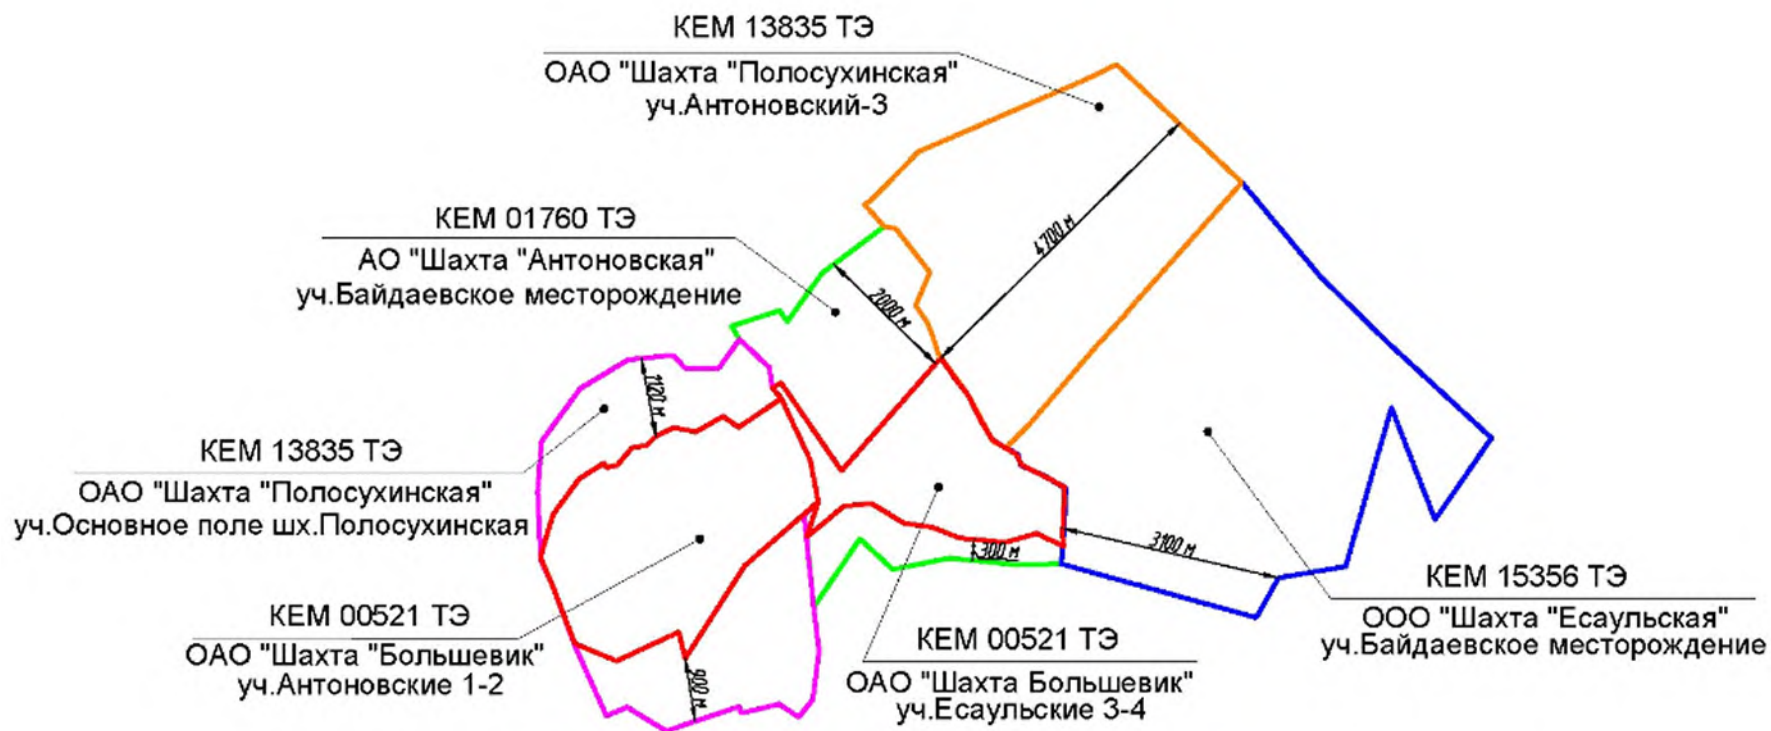 КЕМ 13835 ТЭ
ОАО "Шахта "Полосухинская"
уч.Антоновский-3
КЕМ 01760 ТЭ
АО "Шахта "Антоновская"
уч.Байдаевское месторождение
4700 м
2000 м
1120 м
КЕМ 13835 ТЭ
ОАО "Шахта "Полосухинская"
уч.Основное поле шх.Полосухинская
300 м
3100 м
КЕМ 00521 ТЭ
ОАО "Шахта "Большевик"
уч.Антоновские 1-2
900 м
КЕМ 00521 ТЭ
ОАО "Шахта Большевик"
уч.Есаульские 3-4
КЕМ 15356 ТЭ
ООО "Шахта "Есаульская"
уч.Байдаевское месторождение